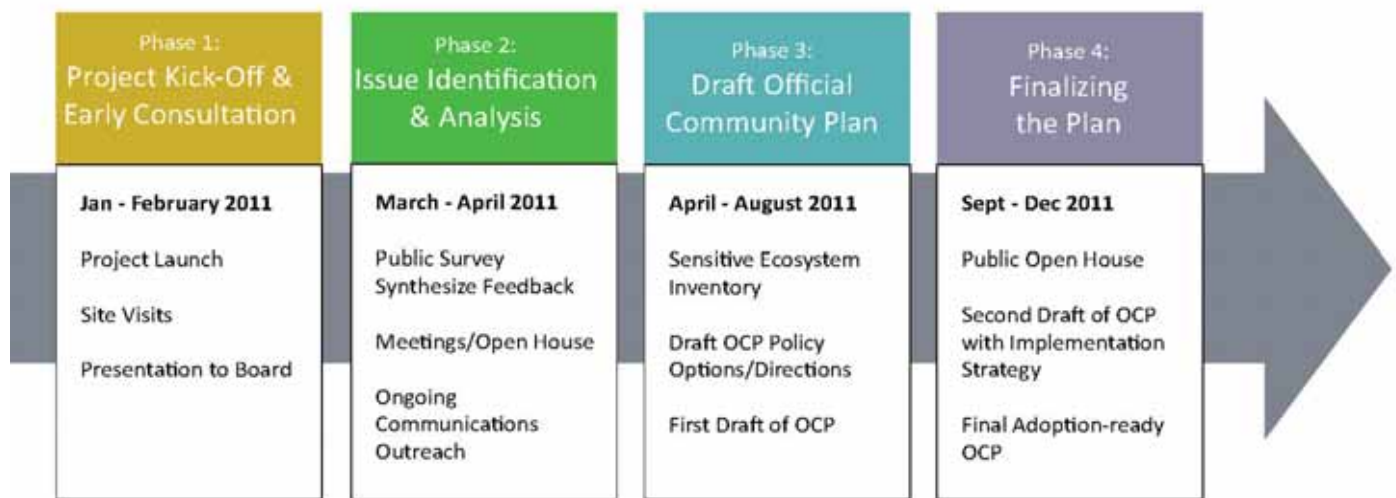 Phase 1:
Project Kick-Off &
Early Consultation
Jan - February 2011
Project Launch
Site Visits
Presentation to Board
Phase 2:
Issue Identification
& Analysis
March - April 2011
Public Survey
Synthesize Feedback
Meetings/Open House
Ongoing
Communications
Outreach
Phase 3:
Draft Official
Community Plan
April - August 2011
Sensitive Ecosystem
Inventory
Draft OCP Policy
Options/Directions
First Draft of OCP
Phase 4:
Finalizing
the Plan
Sept - Dec 2011
Public Open House
Second Draft of OCP
with Implementation
Strategy
Final Adoption-ready
OCP